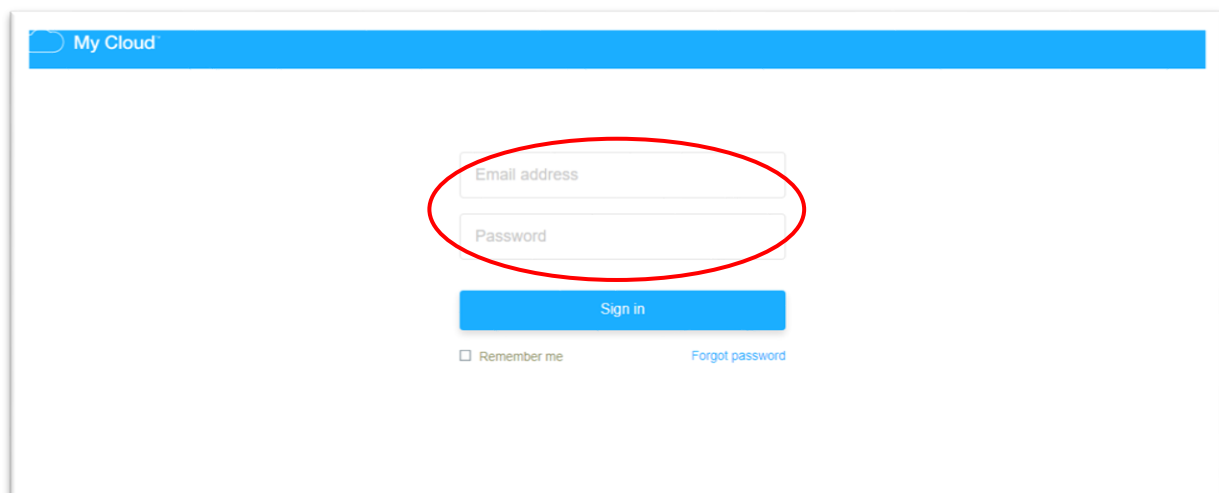 My Cloud™
Email address
Password
Sign in
Remember me Forgot password